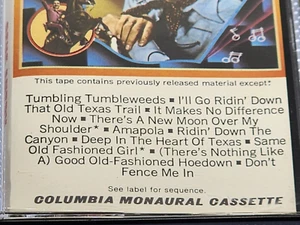 This tape contains previously released material except*
Tumbling Tumbleweeds ■ I'll Go Ridin' Down
That Old Texas Trail ■ It Makes No Difference
Now ■ There's A New Moon Over My
Shoulder* ■ Amapola ■ Ridin' Down The
Canyon ■ Deep In The Heart Of Texas ■ Same
Old Fashioned Girl* ■ (There's Nothing Like
A) Good Old-Fashioned Hoedown ■ Don't
Fence Me In
See label for sequence.
COLUMBIA MONAURAL CASSETTE